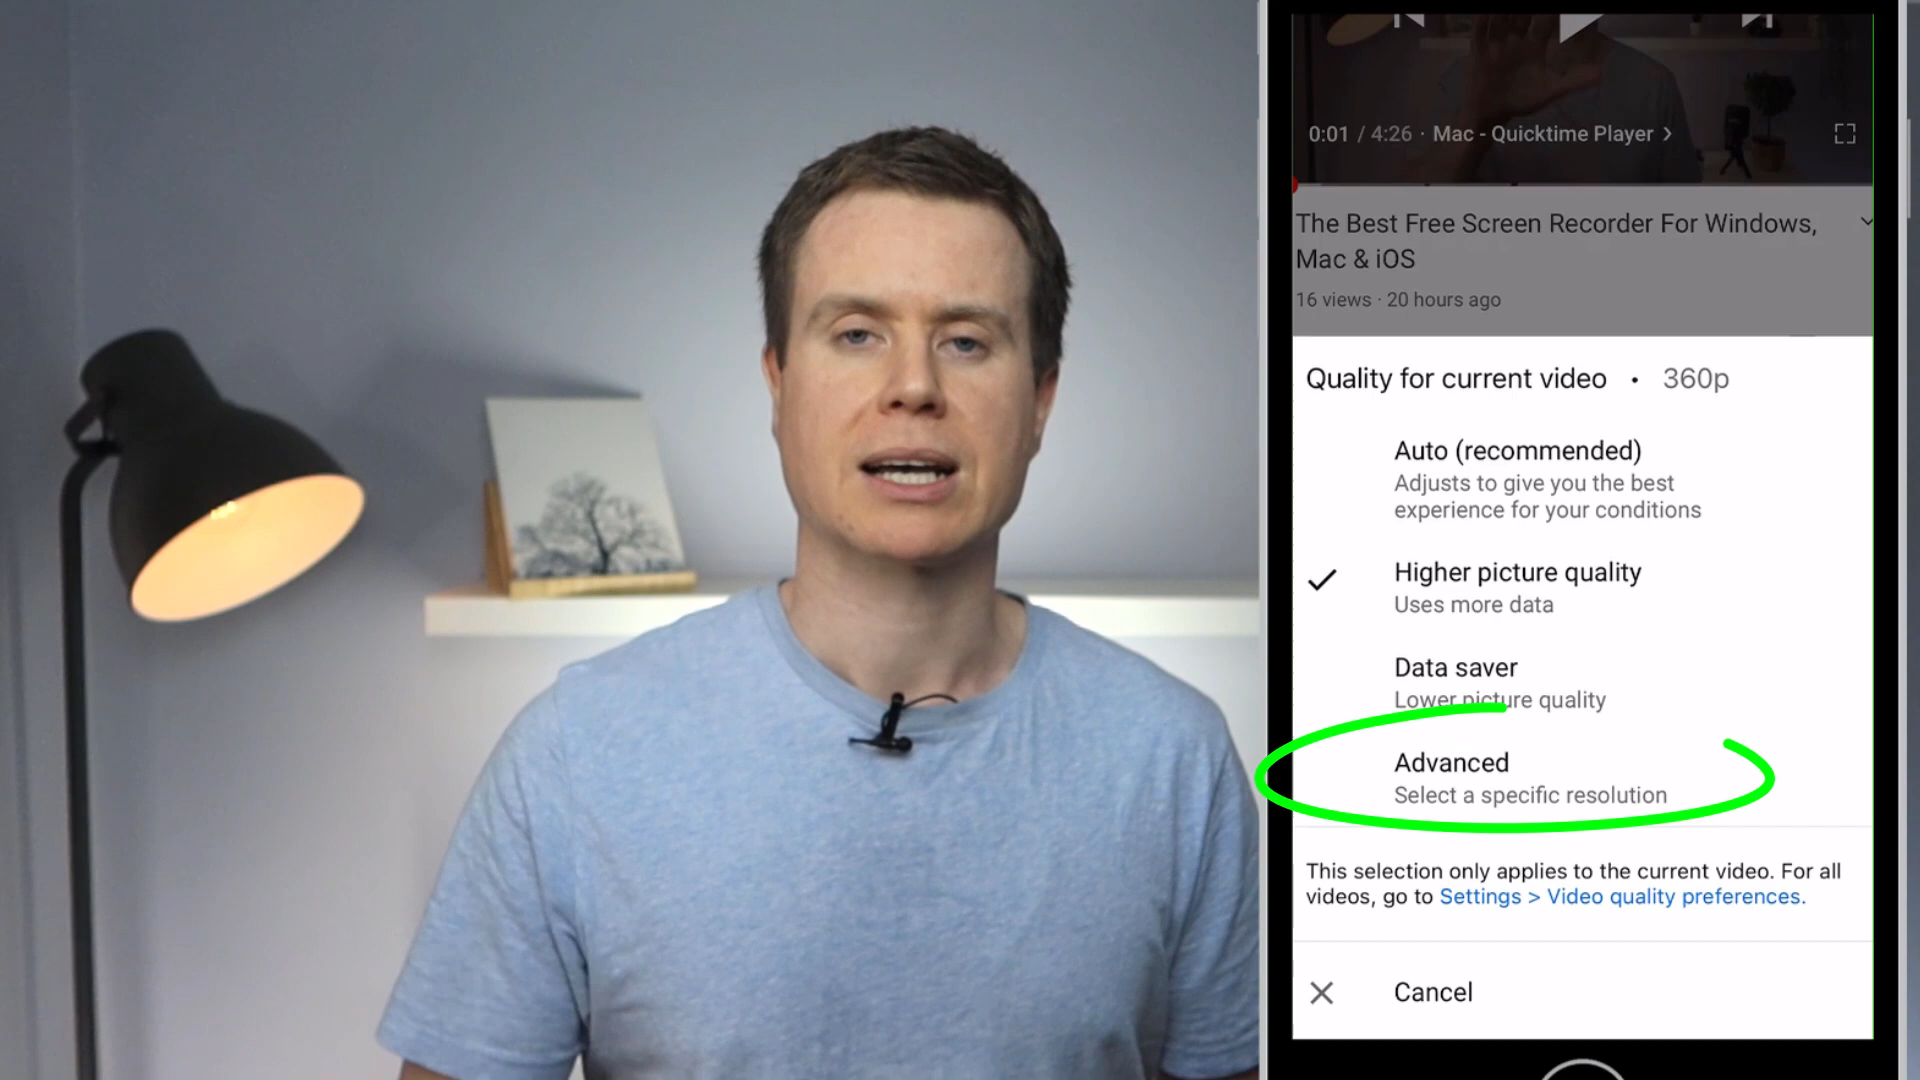 0:01 / 4:26 · Mac - Quicktime Player >
The Best Free Screen Recorder For Windows,
Mac & iOS
16 views · 20 hours ago
Quality for current video • 360p
Auto (recommended)
Adjusts to give you the best
experience for your conditions
Higher picture quality
Uses more data
Data saver
Lower picture quality
Advanced
Select a specific resolution
This selection only applies to the current video. For all
videos, go to Settings > Video quality preferences.
Cancel